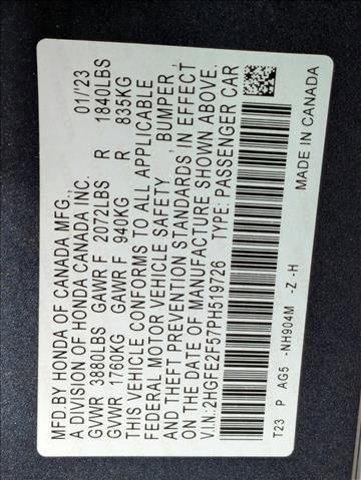 MFD.BY HONDA OF CANADA MFG.,
A DIVISION OF HONDA CANADA INC. 01/'23
GVWR 3880LBS GAWR F 2072LBS R 1840LBS
GVWR 1760KG GAWR F 940KG R 835KG
THIS VEHICLE CONFORMS TO ALL APPLICABLE
FEDERAL MOTOR VEHICLE SAFETY , BUMPER ,
AND THEFT PREVENTION STANDARDS IN EFFECT
ON THE DATE OF MANUFACTURE SHOWN ABOVE.
V.I.N:2HGFE2F57PH519726 TYPE: PASSENGER CAR
T23 P AG5 -NH904M -Z -H MADE IN CANADA